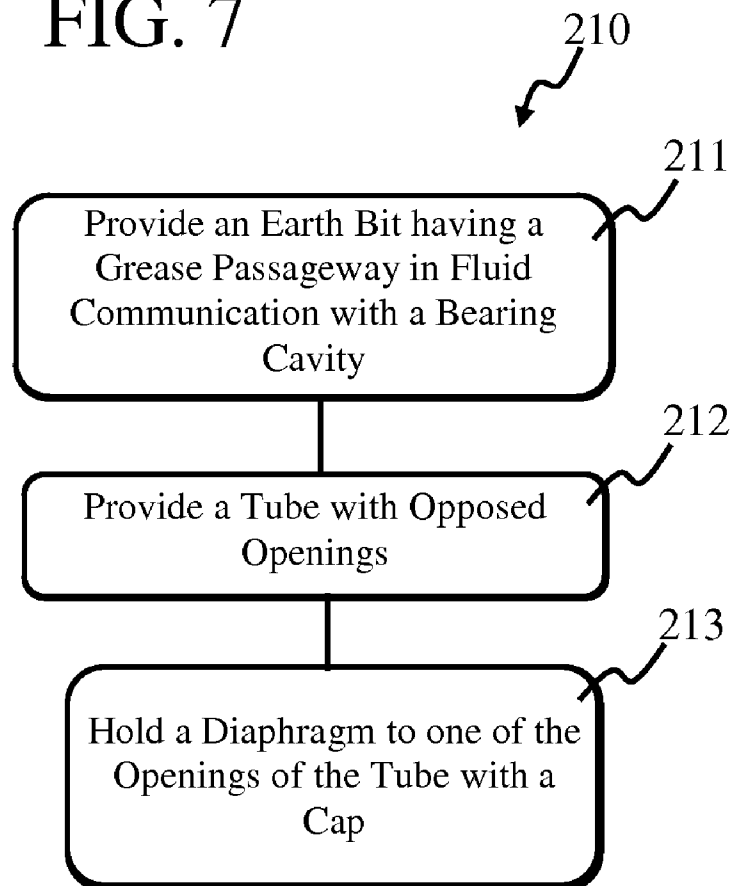 FIG. 7
210
211
Provide an Earth Bit having a
Grease Passageway in Fluid
Communication with a Bearing
Cavity
212
Provide a Tube with Opposed
Openings
213
Hold a Diaphragm to one of the
Openings of the Tube with a
Cap